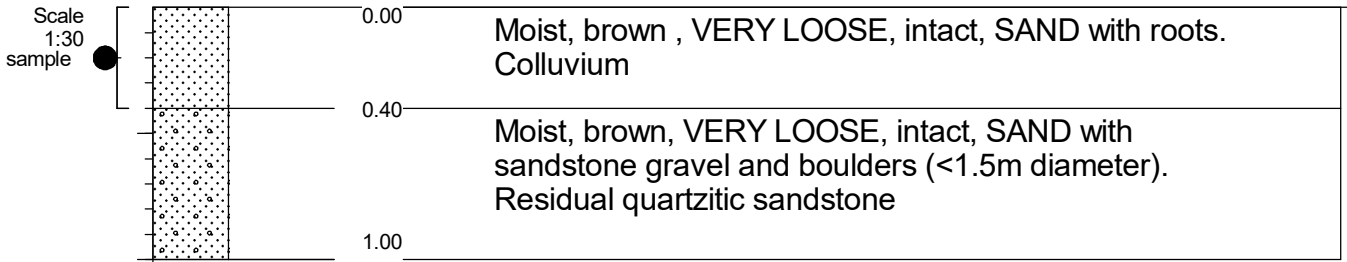 Scale
1:30
sample
0.00
Moist, brown , VERY LOOSE, intact, SAND with roots.
Colluvium
0.40
Moist, brown, VERY LOOSE, intact, SAND with
sandstone gravel and boulders (<1.5m diameter).
Residual quartzitic sandstone
1.00